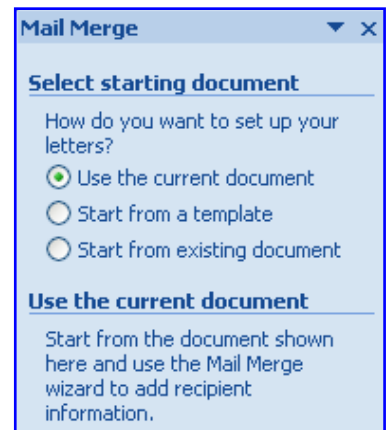 Mail Merge
Select starting document
How do you want to set up your
letters?
Use the current document
Start from a template
Start from existing document
Use the current document
Start from the document shown
here and use the Mail Merge
wizard to add recipient
information.